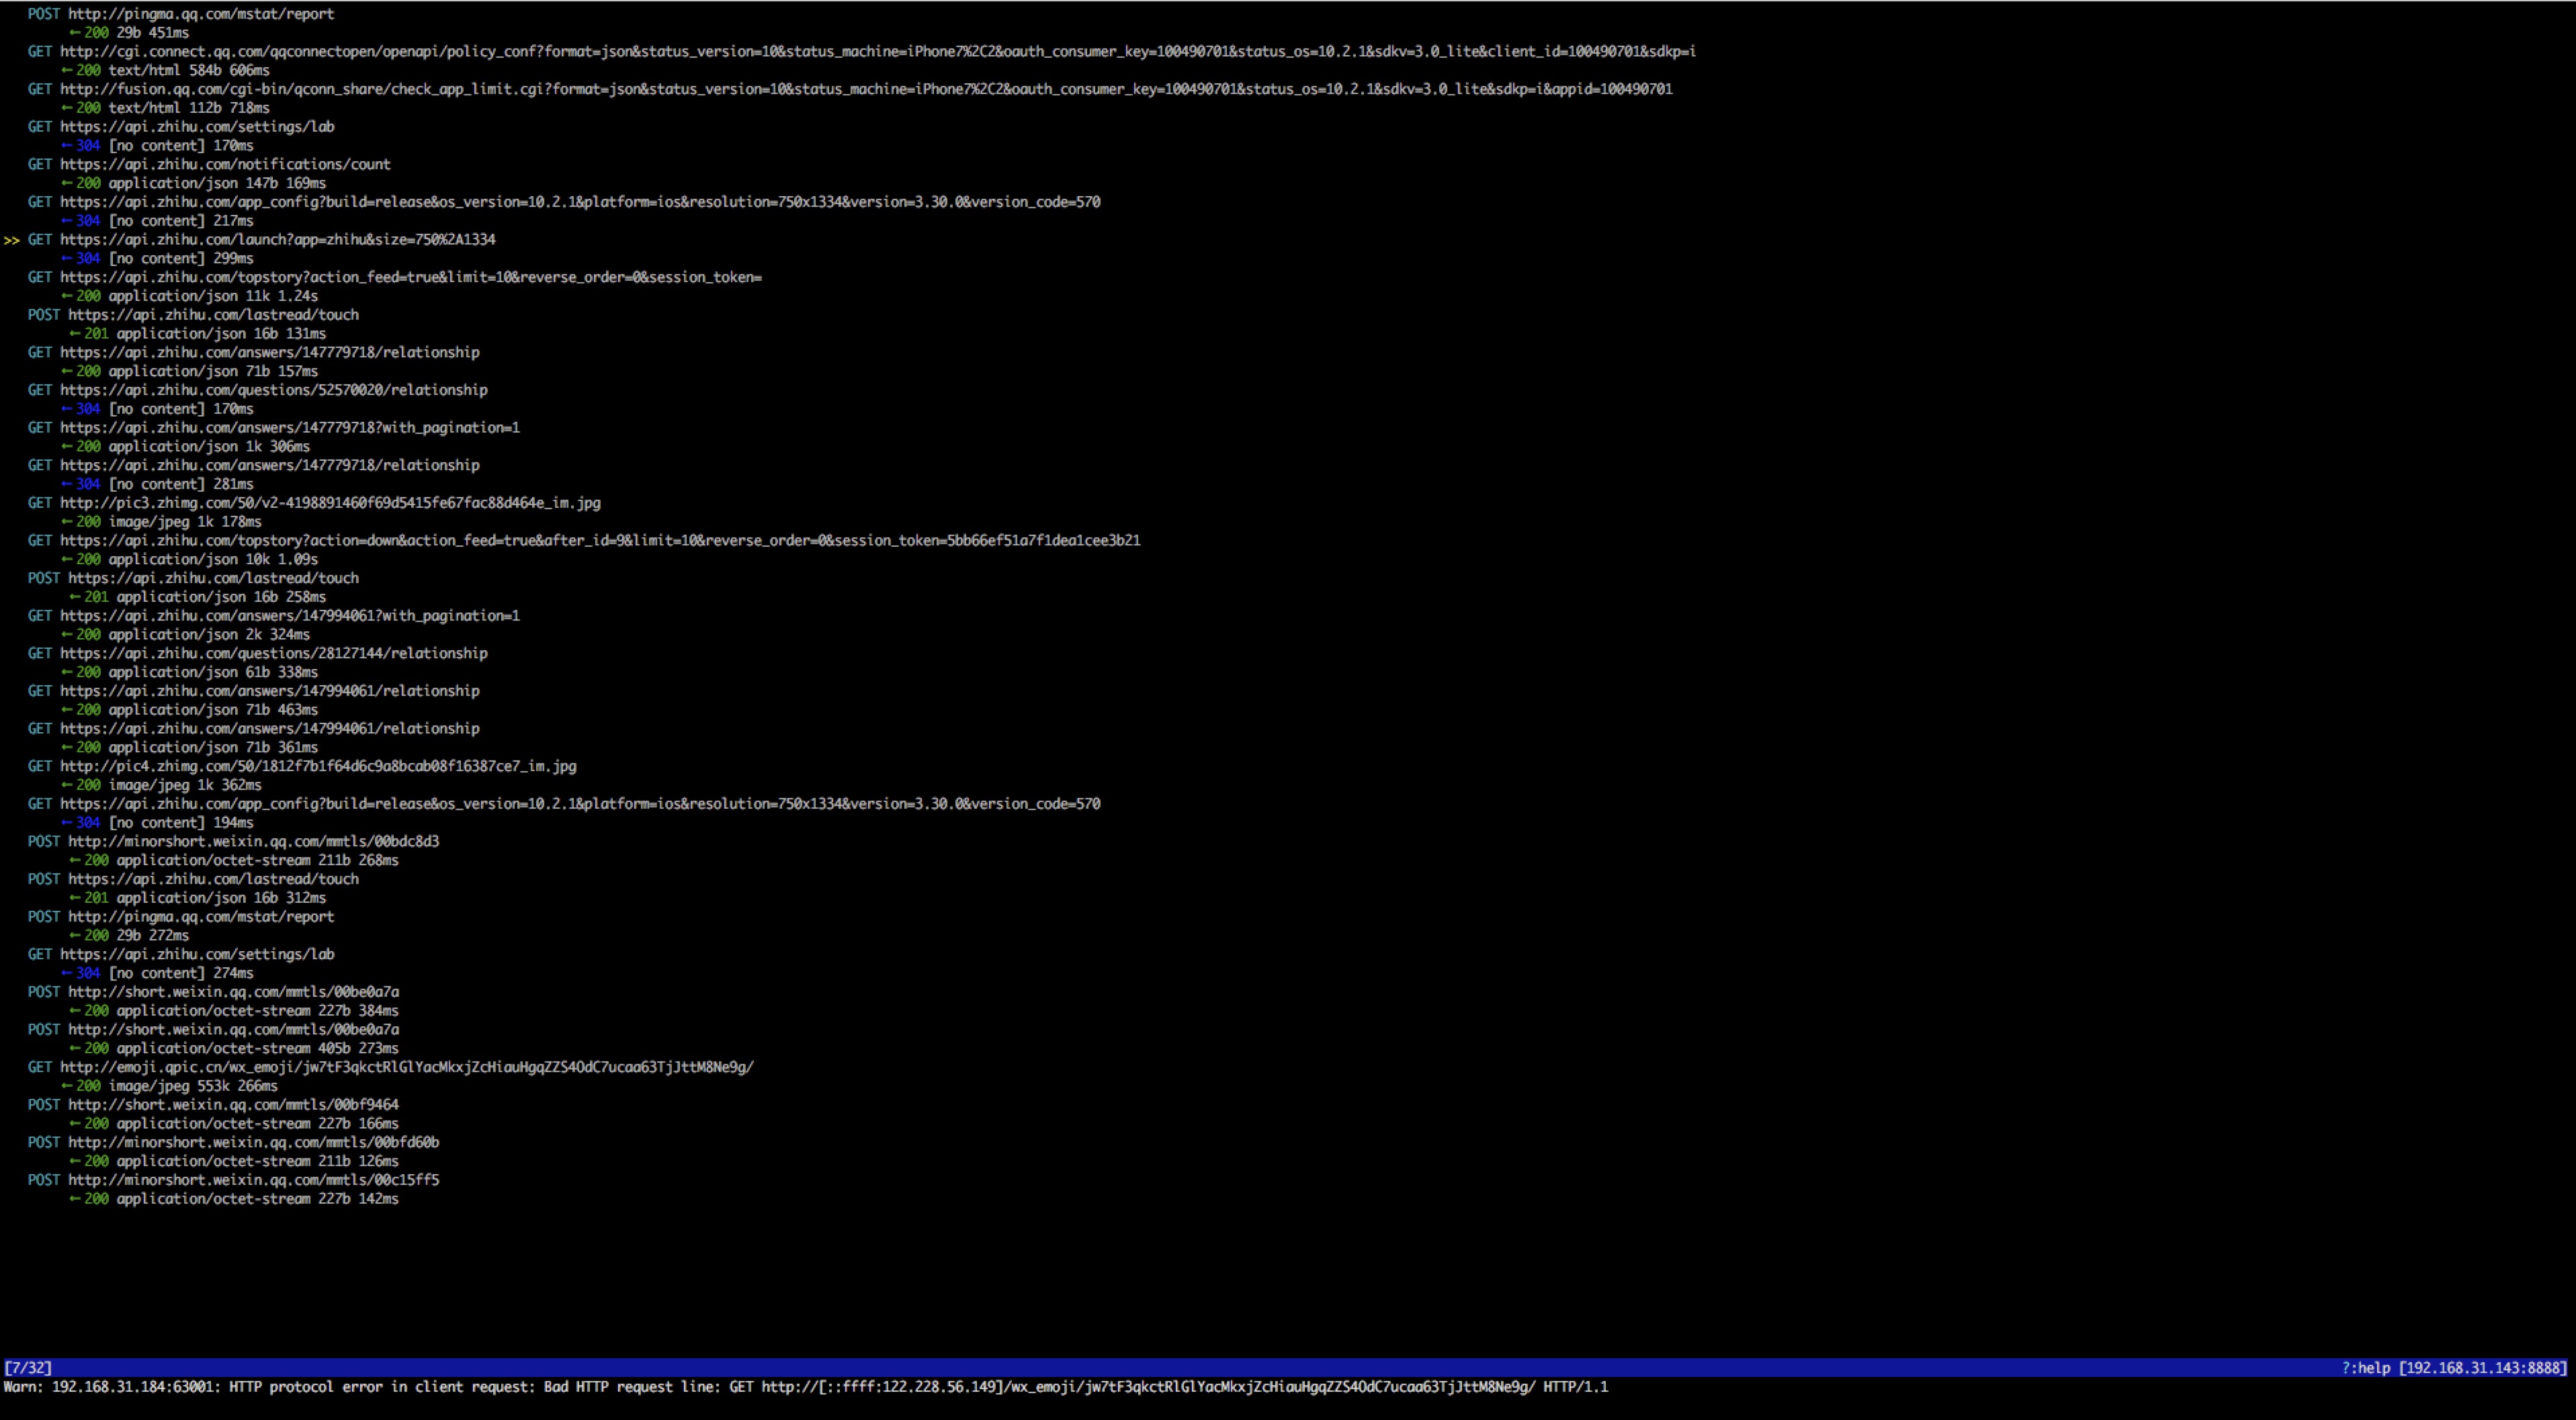 POST http://pingma.qq.com/mstat/report
← 200 29b 451ms
GET http://cgi.connect.qq.com/qqconnectopen/openapi/policy_conf?format=json&status_version=10&status_machine=iPhone7%2C2&oauth_consumer_key=100490701&status_os=10.2.1&sdkv=3.0_lite&client_id=100490701&sdkp=i
← 200 text/html 584b 606ms
GET http://fusion.qq.com/cgi-bin/qconn_share/check_app_limit.cgi?format=json&status_version=10&status_machine=iPhone7%2C2&oauth_consumer_key=100490701&status_os=10.2.1&sdkv=3.0_lite&sdkp=i&appid=100490701
← 200 text/html 112b 718ms
GET https://api.zhihu.com/settings/lab
← 304 [no content] 170ms
GET https://api.zhihu.com/notifications/count
← 200 application/json 147b 169ms
GET https://api.zhihu.com/app_config?build=release&os_version=10.2.1&platform=ios&resolution=750x1334&version=3.30.0&version_code=570
← 304 [no content] 217ms
>> GET https://api.zhihu.com/launch?app=zhihu&size=750%2A1334
← 304 [no content] 299ms
GET https://api.zhihu.com/topstory?action_feed=true&limit=10&reverse_order=0&session_token=
← 200 application/json 11k 1.24s
POST https://api.zhihu.com/lastread/touch
← 201 application/json 16b 131ms
GET https://api.zhihu.com/answers/147779718/relationship
← 200 application/json 71b 157ms
GET https://api.zhihu.com/questions/52570020/relationship
← 304 [no content] 170ms
GET https://api.zhihu.com/answers/147779718?with_pagination=1
← 200 application/json 1k 306ms
GET https://api.zhihu.com/answers/147779718/relationship
← 304 [no content] 281ms
GET http://pic3.zhimg.com/50/v2-4198891460f69d5415fe67fac88d464e_im.jpg
← 200 image/jpeg 1k 178ms
GET https://api.zhihu.com/topstory?action=down&action_feed=true&after_id=9&limit=10&reverse_order=0&session_token=5bb66ef51a7f1dea1cee3b21
← 200 application/json 10k 1.09s
POST https://api.zhihu.com/lastread/touch
← 201 application/json 16b 258ms
GET https://api.zhihu.com/answers/147994061?with_pagination=1
← 200 application/json 2k 324ms
GET https://api.zhihu.com/questions/28127144/relationship
← 200 application/json 61b 338ms
GET https://api.zhihu.com/answers/147994061/relationship
← 200 application/json 71b 463ms
GET https://api.zhihu.com/answers/147994061/relationship
← 200 application/json 71b 361ms
GET http://pic4.zhimg.com/50/1812f7b1f64d6c9a8bcab08f16387ce7_im.jpg
← 200 image/jpeg 1k 362ms
GET https://api.zhihu.com/app_config?build=release&os_version=10.2.1&platform=ios&resolution=750x1334&version=3.30.0&version_code=570
← 304 [no content] 194ms
POST http://minorshort.weixin.qq.com/mmtls/00bdc8d3
← 200 application/octet-stream 211b 268ms
POST https://api.zhihu.com/lastread/touch
← 201 application/json 16b 312ms
POST http://pingma.qq.com/mstat/report
← 200 29b 272ms
GET https://api.zhihu.com/settings/lab
← 304 [no content] 274ms
POST http://short.weixin.qq.com/mmtls/00be0a7a
← 200 application/octet-stream 227b 384ms
POST http://short.weixin.qq.com/mmtls/00be0a7a
← 200 application/octet-stream 405b 273ms
GET http://emoji.qpic.cn/wx_emoji/jw7tF3qkctRlGlYacMkxjZcHiauHgqZZS4OdC7ucaa63TjJttM8Ne9g/
← 200 image/jpeg 553k 266ms
POST http://short.weixin.qq.com/mmtls/00bf9464
← 200 application/octet-stream 227b 166ms
POST http://minorshort.weixin.qq.com/mmtls/00bfd60b
← 200 application/octet-stream 211b 126ms
POST http://minorshort.weixin.qq.com/mmtls/00c15ff5
← 200 application/octet-stream 227b 142ms
[7/32] ?:help [192.168.31.143:8888]
Warn: 192.168.31.184:63001: HTTP protocol error in client request: Bad HTTP request line: GET http://[::ffff:122.228.56.149]/wx_emoji/jw7tF3qkctRlGlYacMkxjZcHiauHgqZZS4OdC7ucaa63TjJttM8Ne9g/ HTTP/1.1